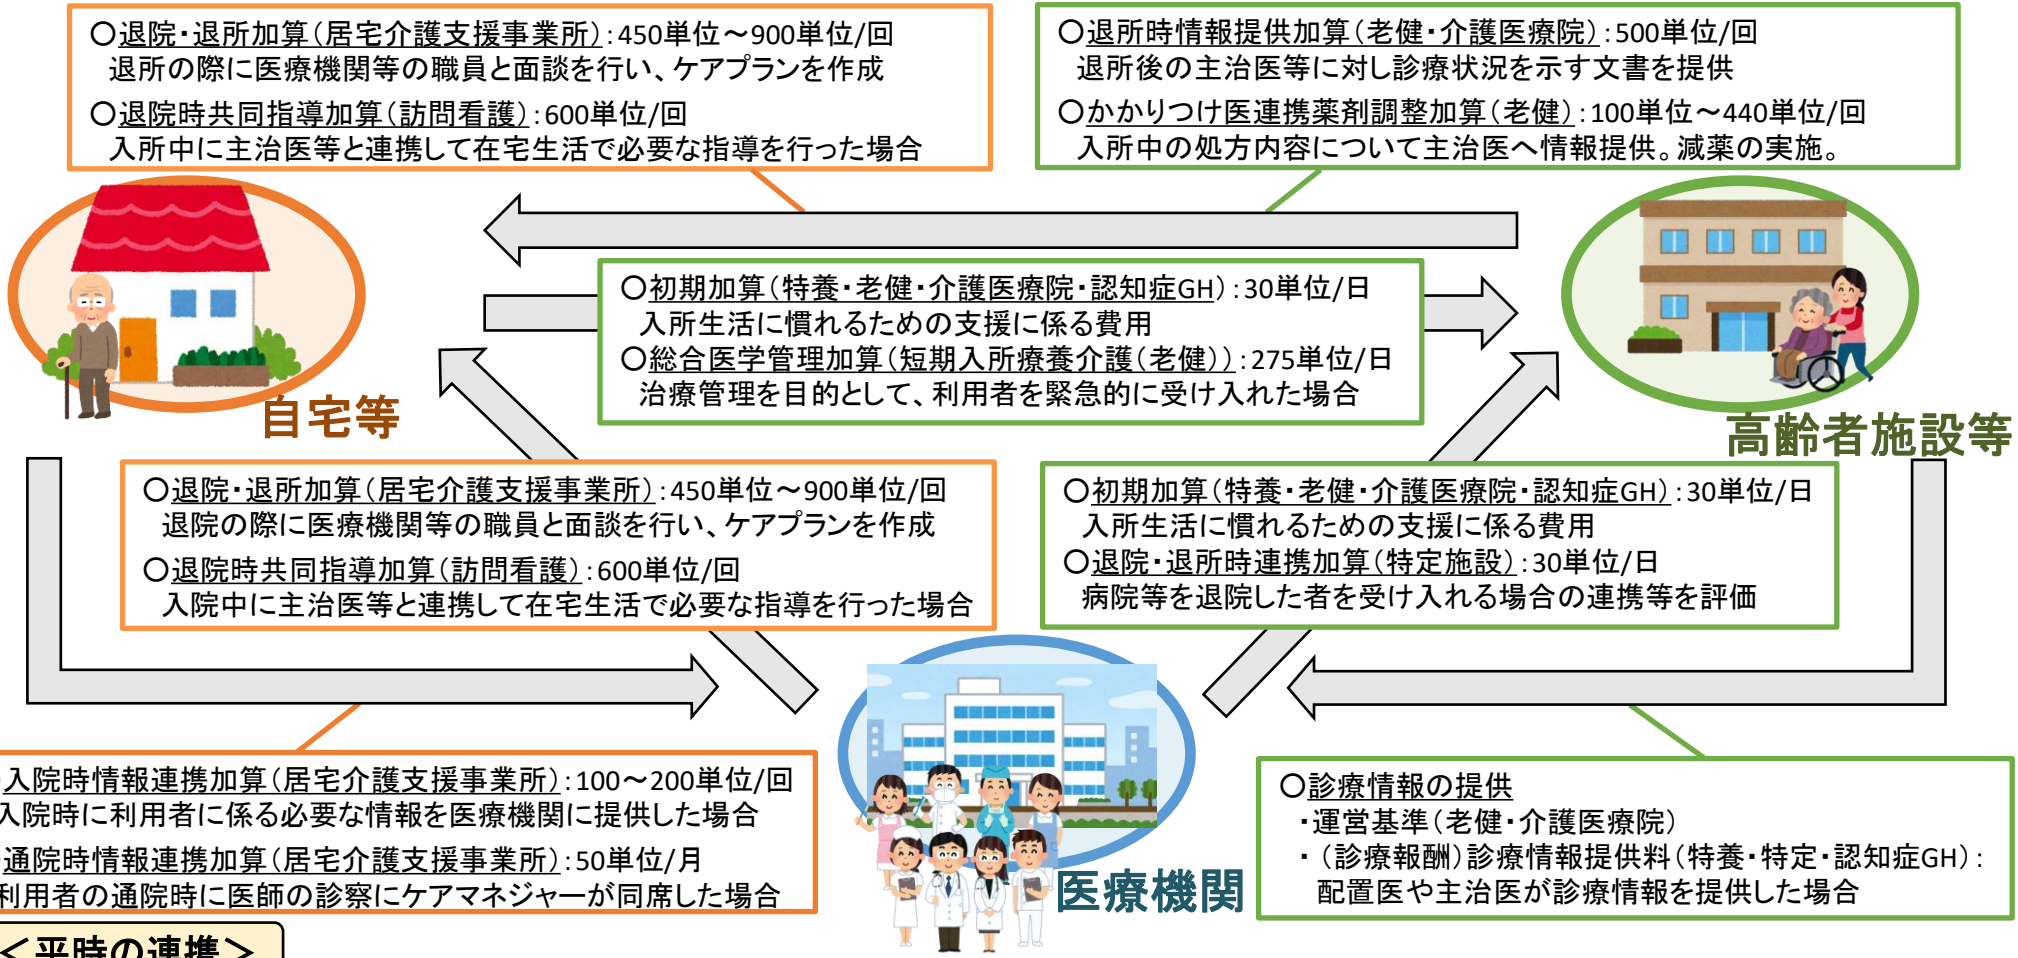 〇退院・退所加算（居宅介護支援事業所）：450単位～900単位/回
退所の際に医療機関等の職員と面談を行い、ケアプランを作成
〇退院時共同指導加算（訪問看護）：600単位/回
入所中に主治医等と連携して在宅生活で必要な指導を行った場合
〇退所時情報提供加算（老健・介護医療院）：500単位/回
退所後の主治医等に対し診療状況を示す文書を提供
〇かかりつけ医連携薬剤調整加算（老健）：100単位～440単位/回
入所中の処方内容について主治医へ情報提供。減薬の実施。
〇初期加算（特養・老健・介護医療院・認知症GH）：30単位/日
入所生活に慣れるための支援に係る費用
〇総合医学管理加算（短期入所療養介護（老健））：275単位/日
治療管理を目的として、利用者を緊急的に受け入れた場合
自宅等
高齢者施設等
〇退院・退所加算（居宅介護支援事業所）：450単位～900単位/回
退院の際に医療機関等の職員と面談を行い、ケアプランを作成
〇退院時共同指導加算（訪問看護）：600単位/回
入院中に主治医等と連携して在宅生活で必要な指導を行った場合
〇初期加算（特養・老健・介護医療院・認知症GH）：30単位/日
入所生活に慣れるための支援に係る費用
〇退院・退所時連携加算（特定施設）：30単位/日
病院等を退院した者を受け入れる場合の連携等を評価
入院時情報連携加算（居宅介護支援事業所）：100～200単位/回
入院時に利用者に係る必要な情報を医療機関に提供した場合
通院時情報連携加算（居宅介護支援事業所）：50単位/月
利用者の通院時に医師の診察にケアマネジャーが同席した場合
医療機関
〇診療情報の提供
・運営基準（老健・介護医療院）
・（診療報酬）診療情報提供料（特養・特定・認知症GH）：
配置医や主治医が診療情報を提供した場合
＜平時の連携＞